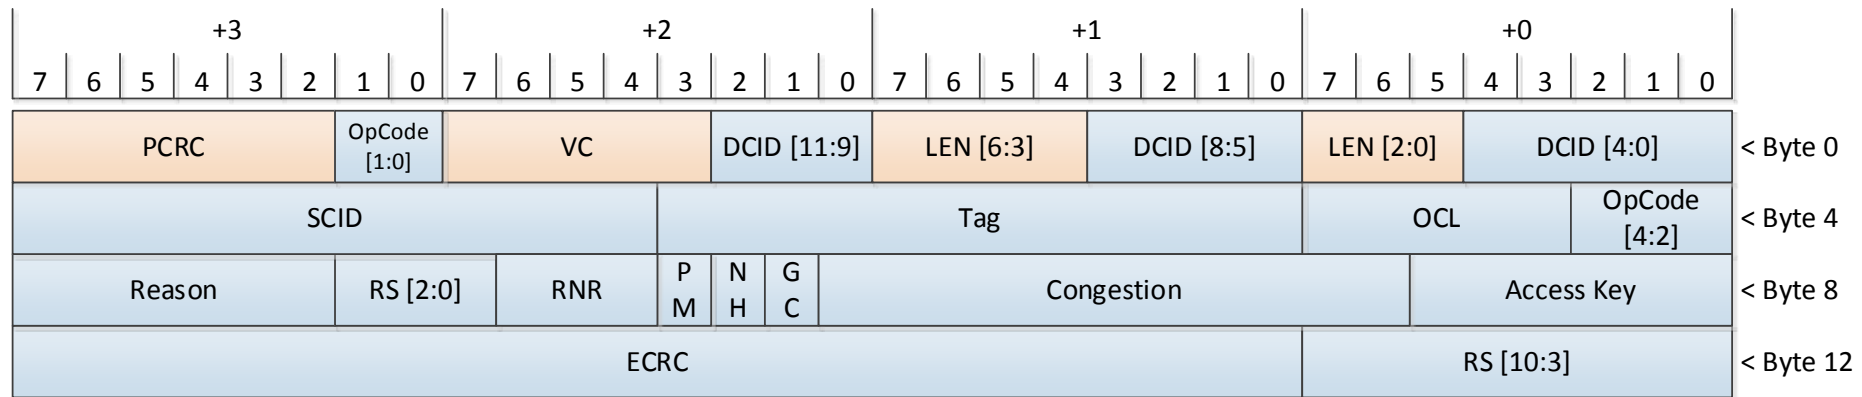 +3 +2 +1 +0
7 6 5 4 3 2 1 0 7 6 5 4 3 2 1 0 7 6 5 4 3 2 1 0 7 6 5 4 3 2 1 0
PCRC OpCode [1:0] VC DCID [11:9] LEN [6:3] DCID [8:5] LEN [2:0] DCID [4:0] < Byte 0
SCID Tag OCL OpCode [4:2] < Byte 4
Reason RS [2:0] RNR PM NH GC Congestion Access Key < Byte 8
ECRC RS [10:3] < Byte 12